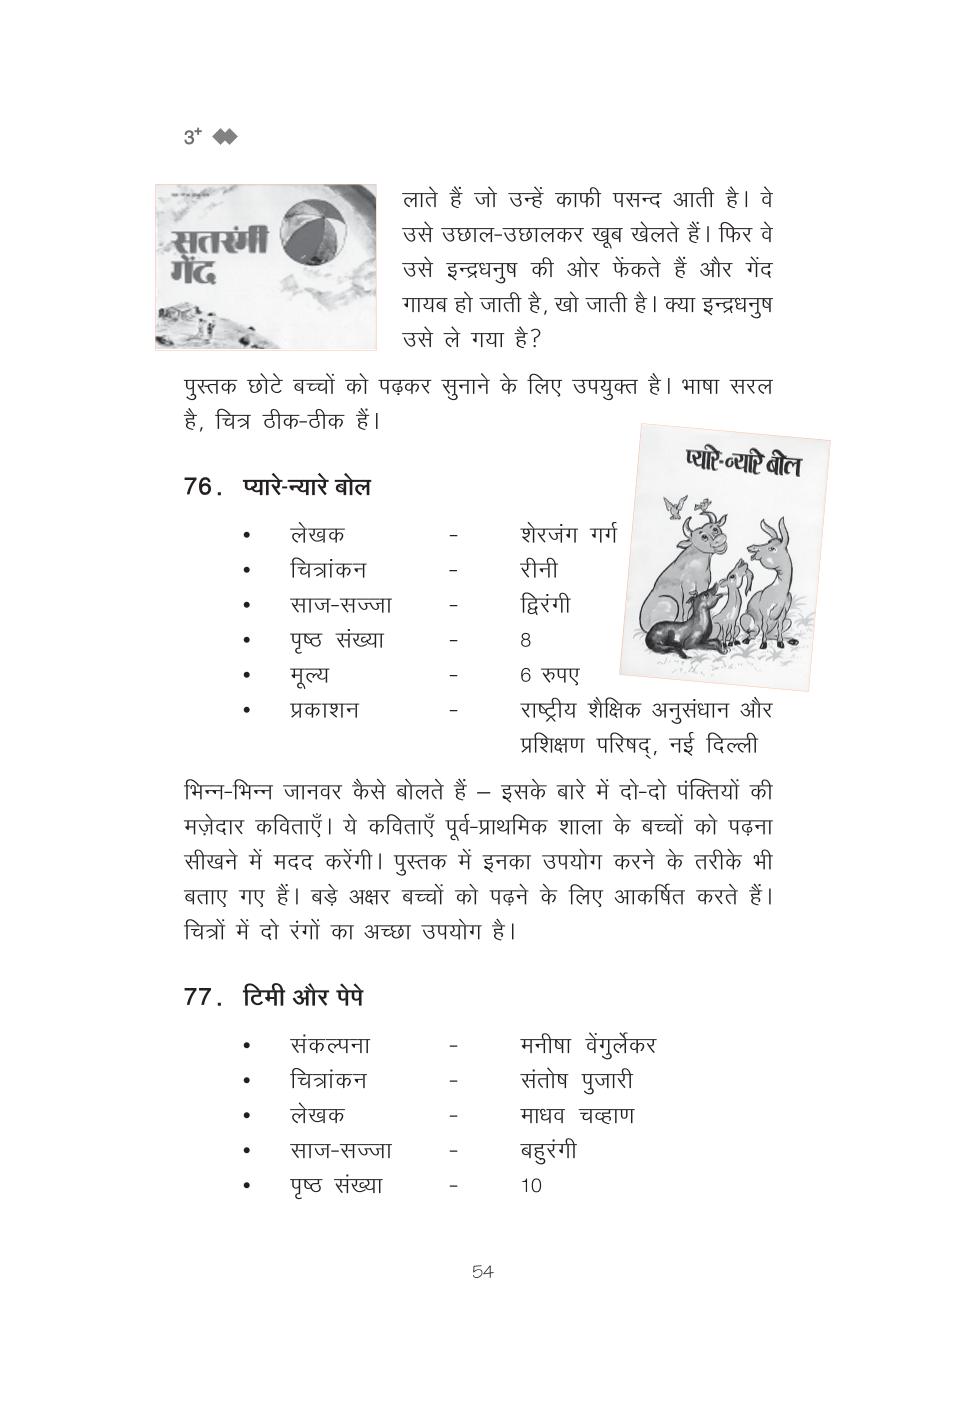 3+
सतरंगी
गेंद
लाते हैं जो उन्हें काफी पसन्द आती है। वे
उसे उछाल-उछालकर खूब खेलते हैं। फिर वे
उसे इन्द्रधनुष की ओर फेंकते हैं और गेंद
गायब हो जाती है, खो जाती है। क्या इन्द्रधनुष
उसे ले गया है?
पुस्तक छोटे बच्चों को पढ़कर सुनाने के लिए उपयुक्त है। भाषा सरल
है, चित्र ठीक-ठीक हैं।
प्यारे-न्यारे बोल
76. प्यारे-न्यारे बोल
• लेखक - शेरजंग गर्ग
• चित्रांकन - रीनी
• साज-सज्जा - द्विरंगी
• पृष्ठ संख्या - 8
• मूल्य - 6 रुपए
• प्रकाशन - राष्ट्रीय शैक्षिक अनुसंधान और
प्रशिक्षण परिषद्, नई दिल्ली
भिन्न-भिन्न जानवर कैसे बोलते हैं – इसके बारे में दो-दो पंक्तियों की
मज़ेदार कविताएँ। ये कविताएँ पूर्व-प्राथमिक शाला के बच्चों को पढ़ना
सीखने में मदद करेंगी। पुस्तक में इनका उपयोग करने के तरीके भी
बताए गए हैं। बड़े अक्षर बच्चों को पढ़ने के लिए आकर्षित करते हैं।
चित्रों में दो रंगों का अच्छा उपयोग है।
77. टिमी और पेपे
• संकल्पना - मनीषा वेंगुर्लेकर
• चित्रांकन - संतोष पुजारी
• लेखक - माधव चव्हाण
• साज-सज्जा - बहुरंगी
• पृष्ठ संख्या - 10
54